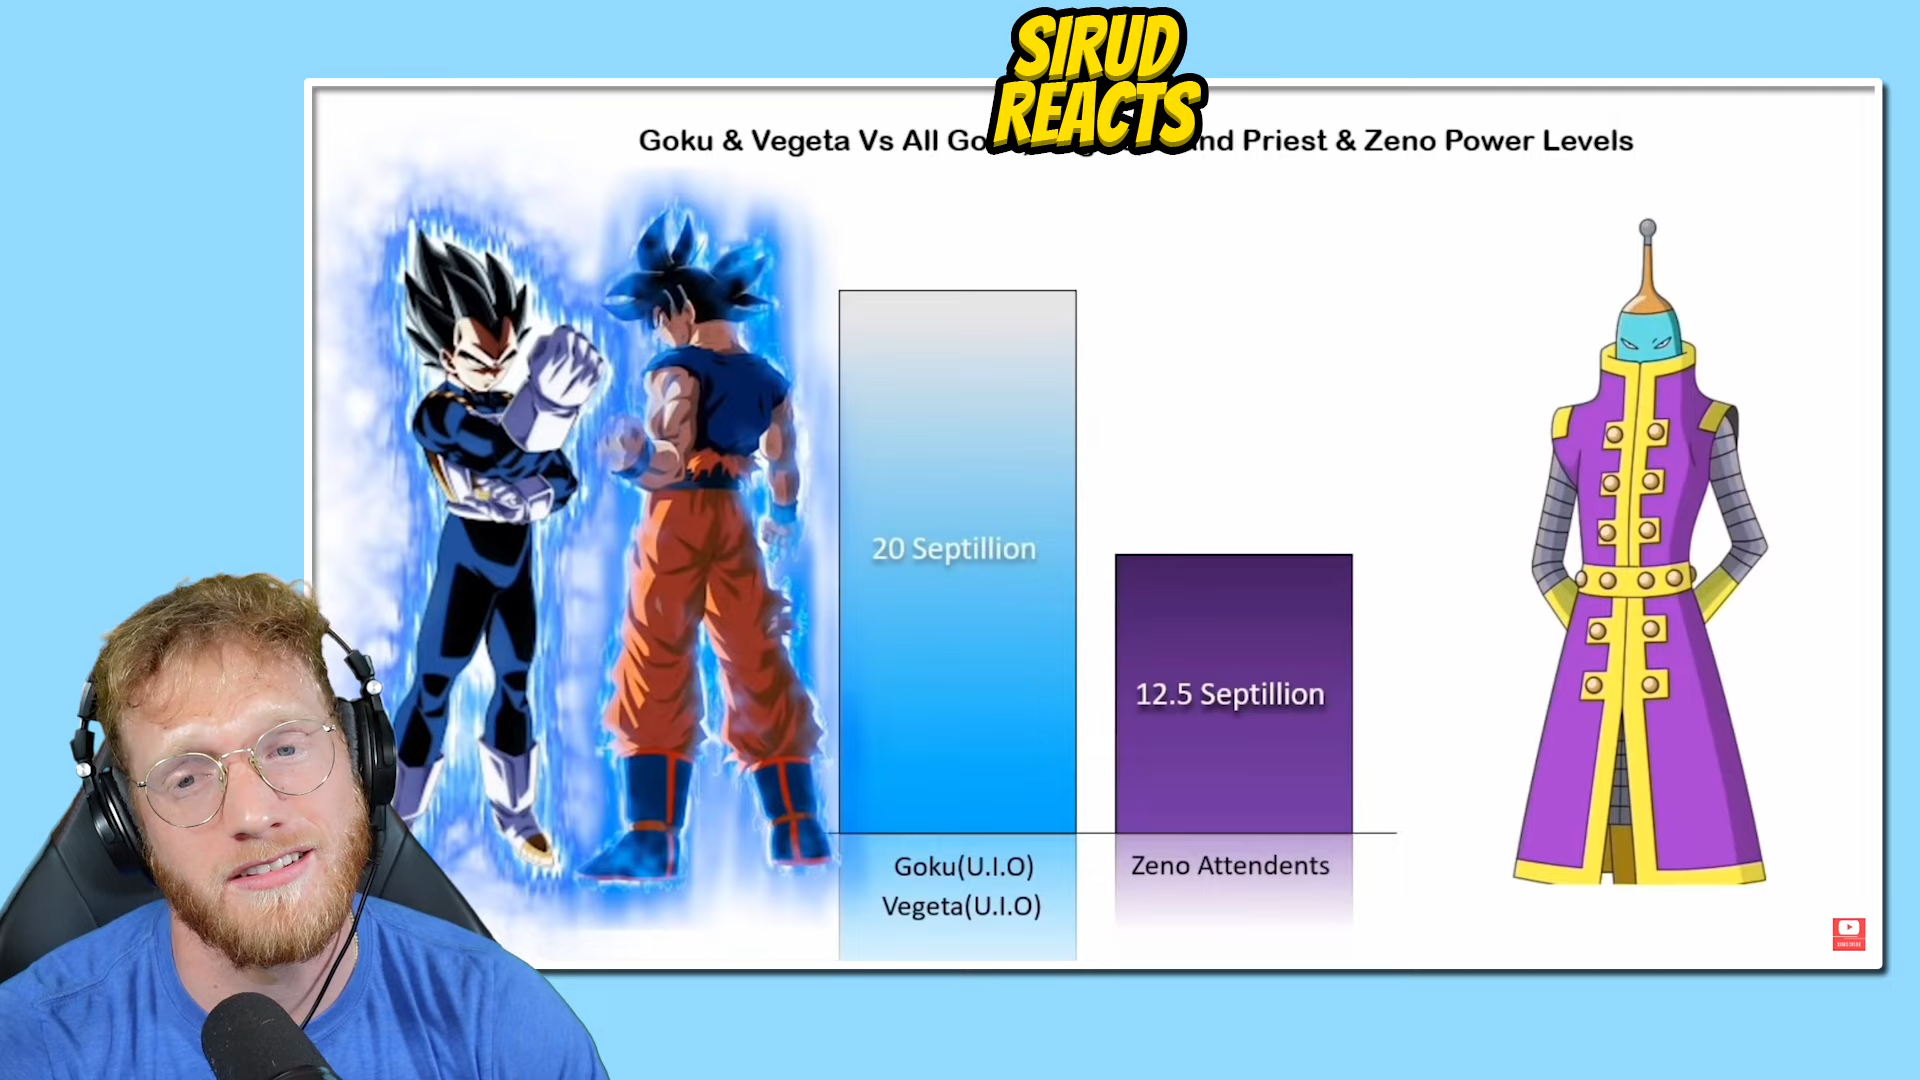 SIRUD
REACTS
Goku & Vegeta Vs All Go nd Priest & Zeno Power Levels
20 Septillion
12.5 Septillion
Goku(U.I.O)
Vegeta(U.I.O)
Zeno Attendents